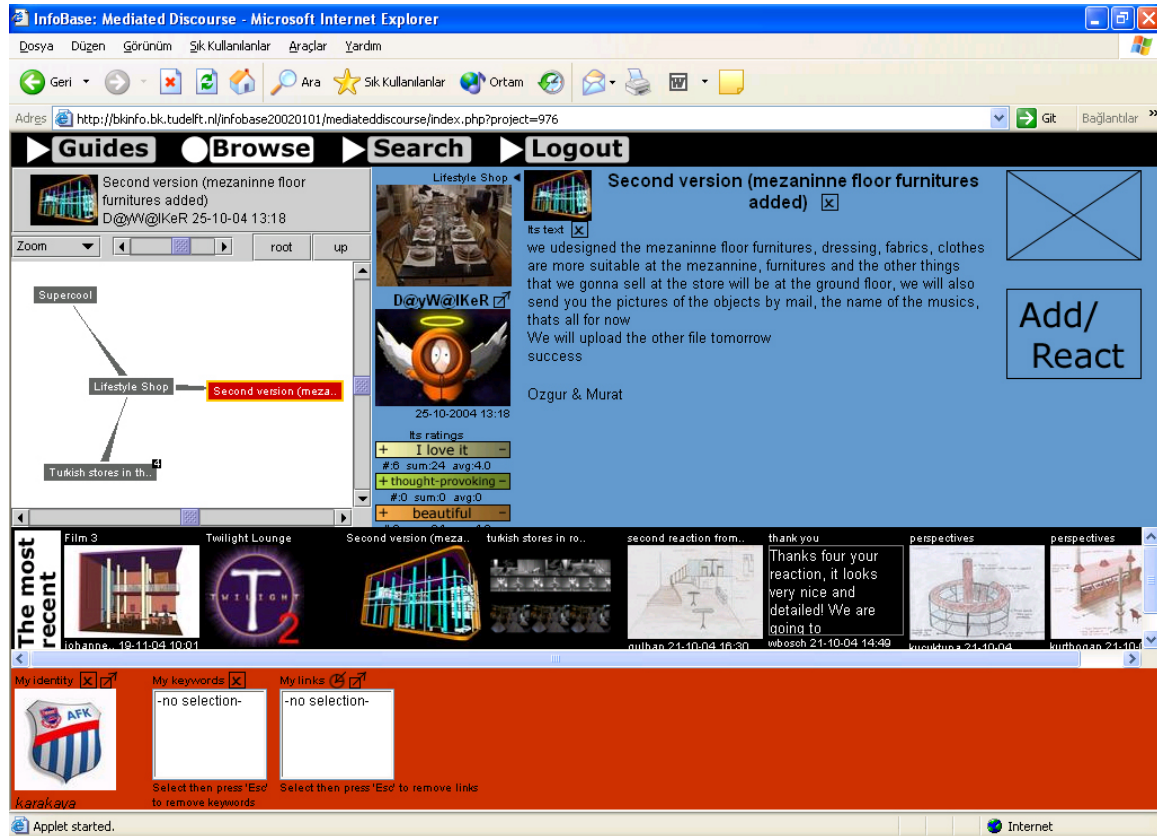 InfoBase: Mediated Discourse - Microsoft Internet Explorer
Dosya Düzen Görünüm Sık Kullanılanlar Araçlar Yardım
Geri Ara Sık Kullanılanlar Ortam
Adres http://bkinfo.bk.tudelft.nl/infobase20020101/mediateddiscourse/index.php?project=976 Git Bağlantılar »
Guides Browse Search Logout
Second version (mezaninne floor
furnitures added)
D@yW@lKeR 25-10-04 13:18
Zoom root up
Supercool
Lifestyle Shop
Second version (meza..
Turkish stores in th..
4
Lifestyle Shop
D@yW@lKeR
25-10-2004 13:18
Its ratings
+ I love it -
#:6 sum:24 avg:4.0
+ thought-provoking -
#:0 sum:0 avg:0
+ beautiful -
Second version (mezaninne floor furnitures
added) x
Its text x
we udesigned the mezaninne floor furnitures, dressing, fabrics, clothes
are more suitable at the mezannine, furnitures and the other things
that we gonna sell at the store will be at the ground floor, we will also
send you the pictures of the objects by mail, the name of the musics,
thats all for now
We will upload the other file tomorrow
success
Ozgur & Murat
Add/
React
The most
recent
Film 3
johanne.. 19-11-04 10:01
Twilight Lounge
TWILIGHT
2
Second version (meza..
turkish stores in ro..
second reaction from..
gulhan 21-10-04 16:30
thank you
Thanks four your
reaction, it looks
very nice and
detailed! We are
going to
wbosch 21-10-04 14:49
perspectives
perspectives
My identity x
AFK
karakaya
My keywords x
-no selection-
Select then press 'Esc'
to remove keywords
My links
-no selection-
Select then press 'Esc' to remove links
Applet started.
Internet